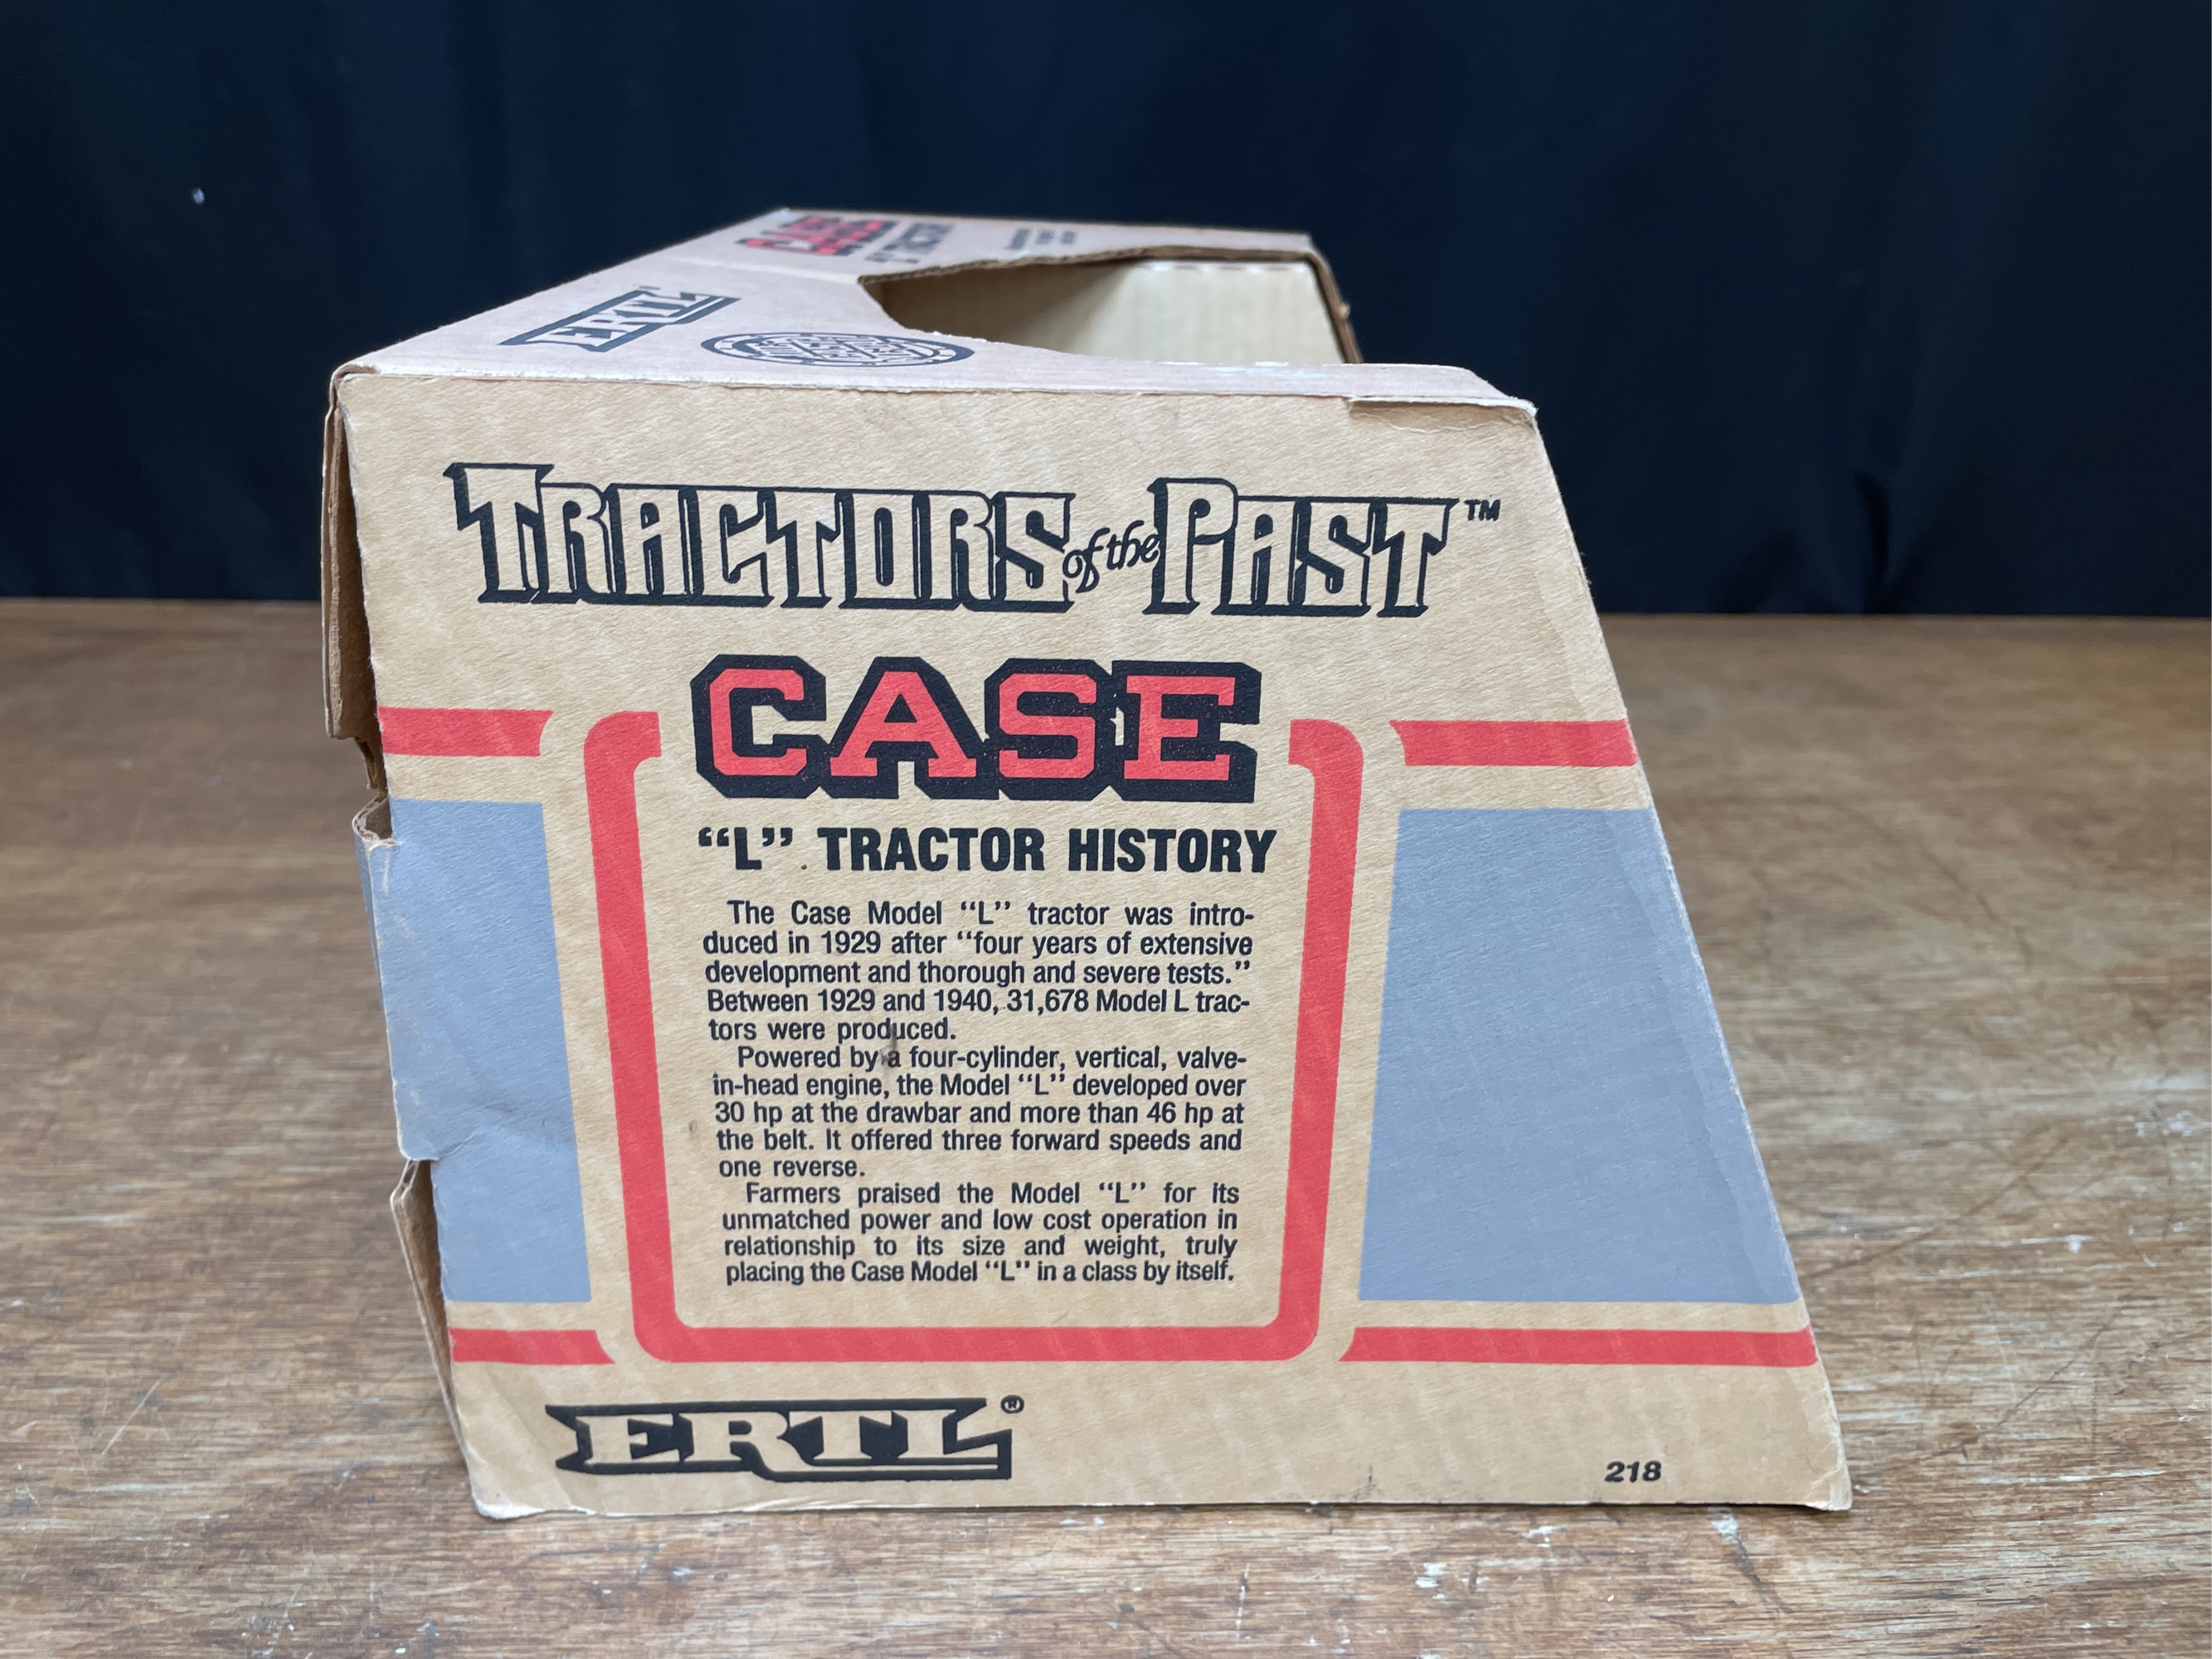 CASE
"L" TRACTOR
ERTL
TRACTORS of the PAST™
CASE
“L” TRACTOR HISTORY
The Case Model “L” tractor was intro-
duced in 1929 after “four years of extensive
development and thorough and severe tests.”
Between 1929 and 1940, 31,678 Model L trac-
tors were produced.
Powered by a four-cylinder, vertical, valve-
in-head engine, the Model “L” developed over
30 hp at the drawbar and more than 46 hp at
the belt. It offered three forward speeds and
one reverse.
Farmers praised the Model “L” for its
unmatched power and low cost operation in
relationship to its size and weight, truly
placing the Case Model “L” in a class by itself.
ERTL®
218